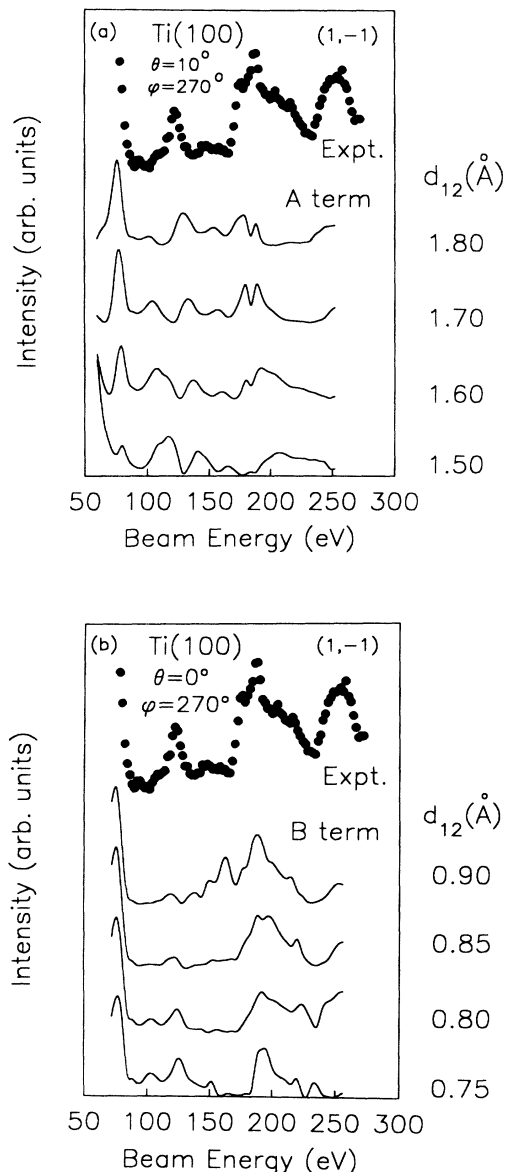 (a) Ti(100) (1,−1)
θ=10°
φ=270°
Expt.
A term
d₁₂(Å)
1.80
1.70
1.60
1.50
Intensity (arb. units)
50 100 150 200 250 300
Beam Energy (eV)
(b) Ti(100) (1,−1)
θ=0°
φ=270°
Expt.
B term
d₁₂(Å)
0.90
0.85
0.80
0.75
Intensity (arb. units)
50 100 150 200 250 300
Beam Energy (eV)